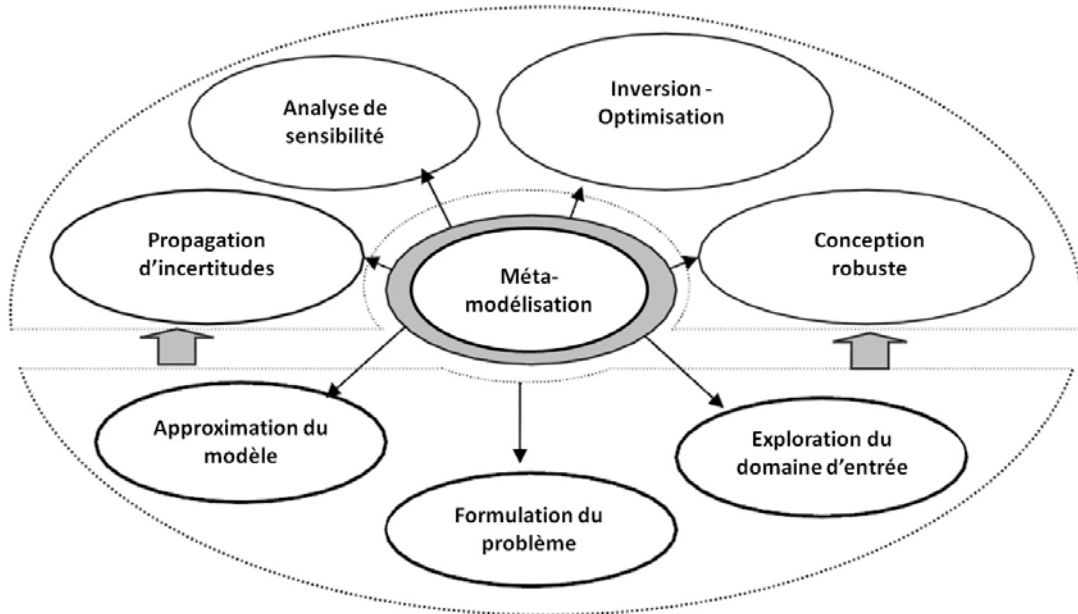 Analyse de
sensibilité
Inversion -
Optimisation
Propagation
d'incertitudes
Méta-
modélisation
Conception
robuste
Approximation du
modèle
Formulation du
problème
Exploration du
domaine d'entrée